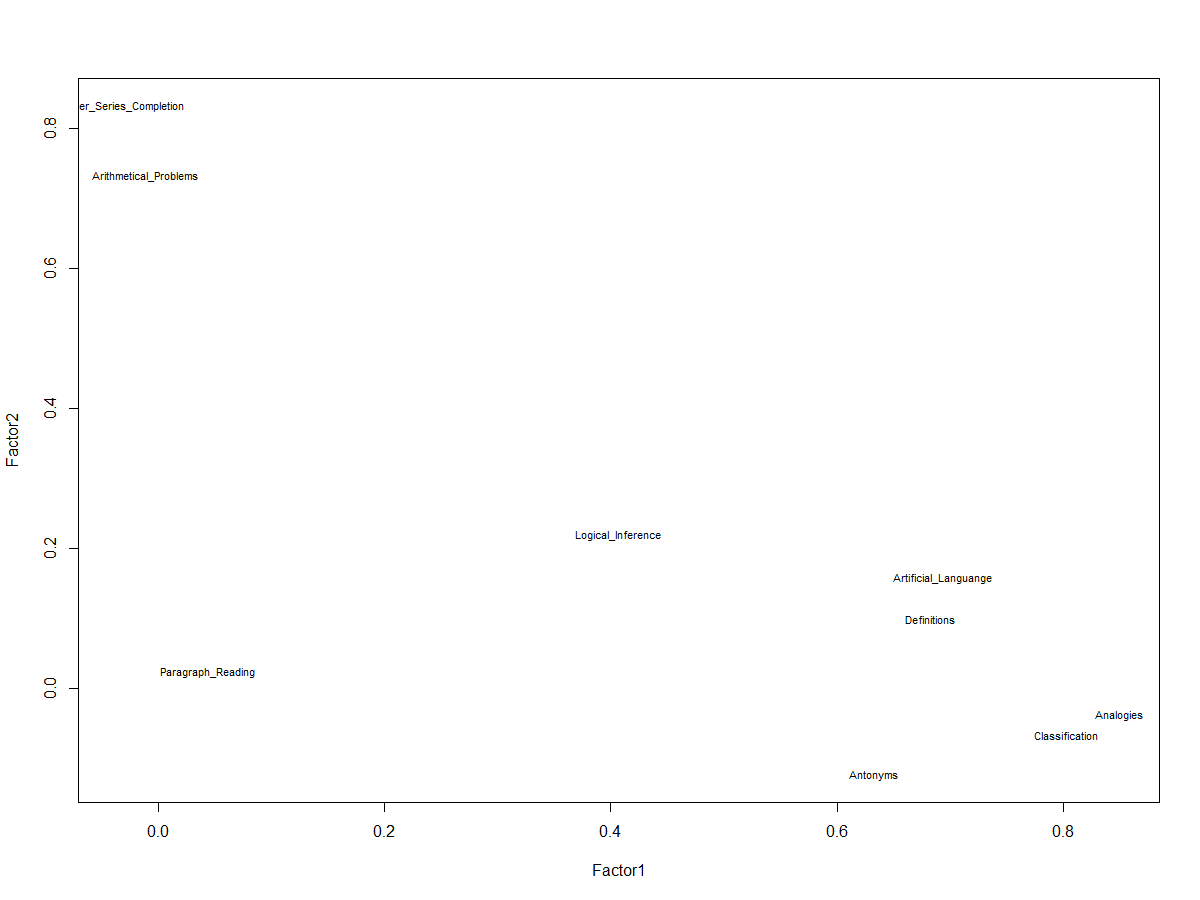 er_Series_Completion
0.8
Arithmetical_Problems
0.6
0.4
Factor2
Logical_Inference
0.2
Artificial_Languange
Definitions
Paragraph_Reading
0.0
Analogies
Classification
Antonyms
0.0 0.2 0.4 0.6 0.8
Factor1